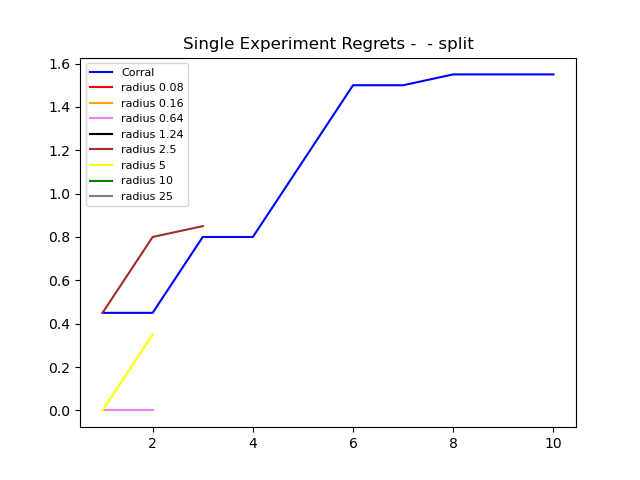 Single Experiment Regrets -  - split
Corral
radius 0.08
radius 0.16
radius 0.64
radius 1.24
radius 2.5
radius 5
radius 10
radius 25
1.6
1.4
1.2
1.0
0.8
0.6
0.4
0.2
0.0
2 4 6 8 10